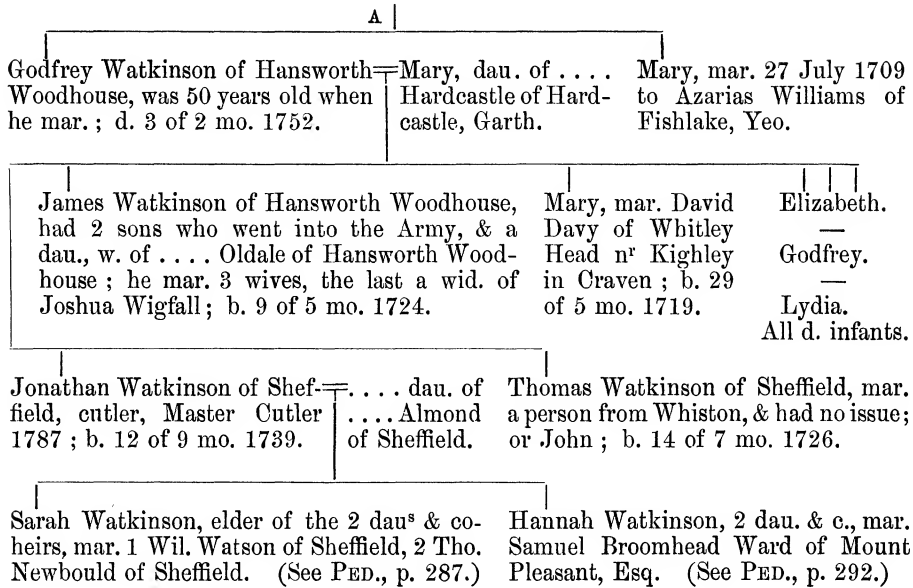 A
Godfrey Watkinson of Hansworth
Woodhouse, was 50 years old when
he mar. ; d. 3 of 2 mo. 1752.
Mary, dau. of . . . .
Hardcastle of Hard-
castle, Garth.
Mary, mar. 27 July 1709
to Azarias Williams of
Fishlake, Yeo.
James Watkinson of Hansworth Woodhouse,
had 2 sons who went into the Army, & a
dau., w. of . . . . Oldale of Hansworth Wood-
house ; he mar. 3 wives, the last a wid. of
Joshua Wigfall ; b. 9 of 5 mo. 1724.
Mary, mar. David
Davy of Whitley
Head nʳ Kighley
in Craven ; b. 29
of 5 mo. 1719.
Elizabeth.
—
Godfrey.
—
Lydia.
All d. infants.
Jonathan Watkinson of Shef-
field, cutler, Master Cutler
1787 ; b. 12 of 9 mo. 1739.
. . . . dau. of
. . . . Almond
of Sheffield.
Thomas Watkinson of Sheffield, mar.
a person from Whiston, & had no issue ;
or John ; b. 14 of 7 mo. 1726.
Sarah Watkinson, elder of the 2 dauˢ & co-
heirs, mar. 1 Wil. Watson of Sheffield, 2 Tho.
Newbould of Sheffield. (See PED., p. 287.)
Hannah Watkinson, 2 dau. & c., mar.
Samuel Broomhead Ward of Mount
Pleasant, Esq. (See PED., p. 292.)